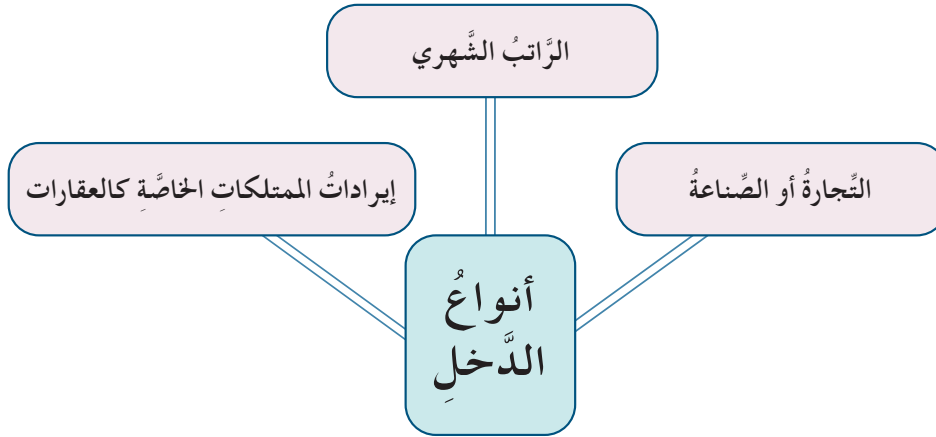 الرَّاتبُ الشَّهري
التِّجارةُ أو الصِّناعةُ
إيراداتُ الممتلكاتِ الخاصَّةِ كالعقارات
أنواعُ
الدَّخلِ